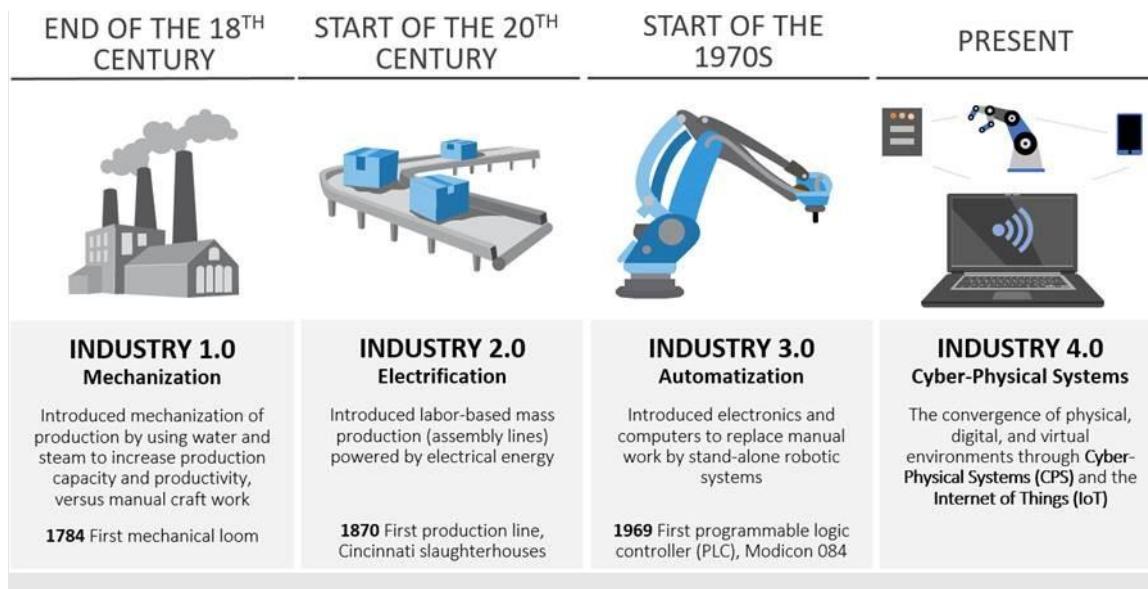 END OF THE 18TH
CENTURY
START OF THE 20TH
CENTURY
START OF THE
1970S
PRESENT
INDUSTRY 1.0
Mechanization
Introduced mechanization of
production by using water and
steam to increase production
capacity and productivity,
versus manual craft work
1784 First mechanical loom
INDUSTRY 2.0
Electrification
Introduced labor-based mass
production (assembly lines)
powered by electrical energy
1870 First production line,
Cincinnati slaughterhouses
INDUSTRY 3.0
Automatization
Introduced electronics and
computers to replace manual
work by stand-alone robotic
systems
1969 First programmable logic
controller (PLC), Modicon 084
INDUSTRY 4.0
Cyber-Physical Systems
The convergence of physical,
digital, and virtual
environments through Cyber-
Physical Systems (CPS) and the
Internet of Things (IoT)